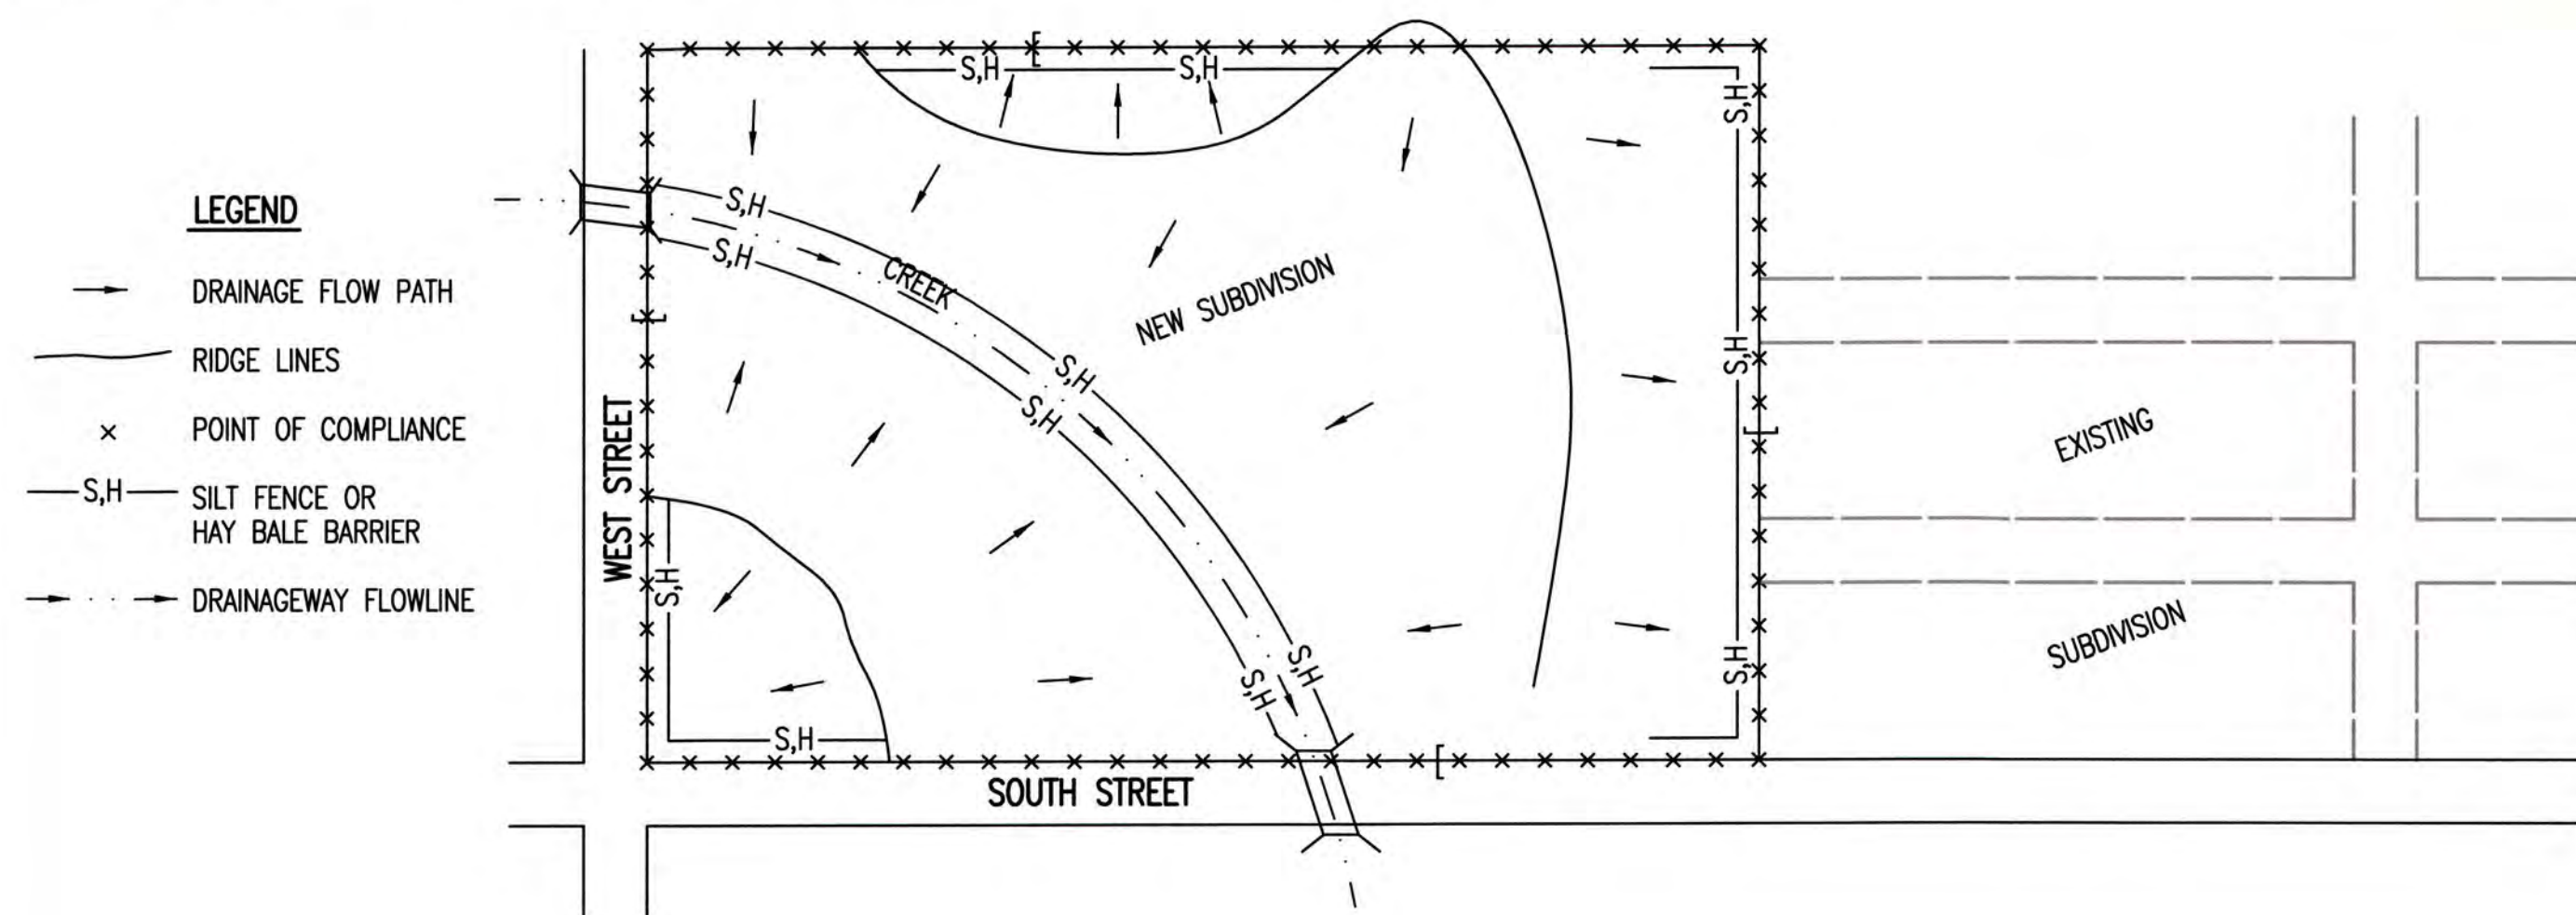 LEGEND
DRAINAGE FLOW PATH
RIDGE LINES
POINT OF COMPLIANCE
S,H
SILT FENCE OR
HAY BALE BARRIER
DRAINAGEWAY FLOWLINE
WEST STREET
S,H
S,H
S,H
S,H
CREEK
S,H
S,H
NEW SUBDIVISION
S,H
S,H
S,H
S,H
S,H
S,H
S,H
SOUTH STREET
EXISTING
SUBDIVISION